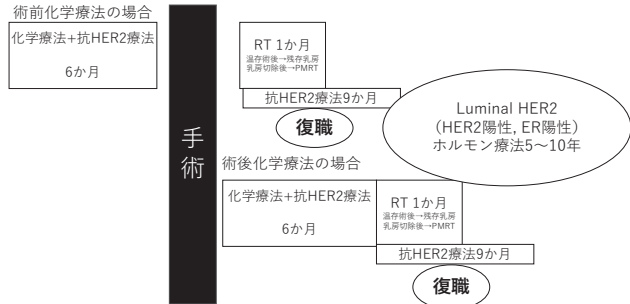 術前化学療法の場合
化学療法+抗HER2療法
6か月
手術
RT 1か月
温存術後→残存乳房
乳房切除後→PMRT
抗HER2療法9か月
復職
Luminal HER2
（HER2陽性, ER陽性）
ホルモン療法5〜10年
術後化学療法の場合
化学療法+抗HER2療法
6か月
RT 1か月
温存術後→残存乳房
乳房切除後→PMRT
抗HER2療法9か月
復職